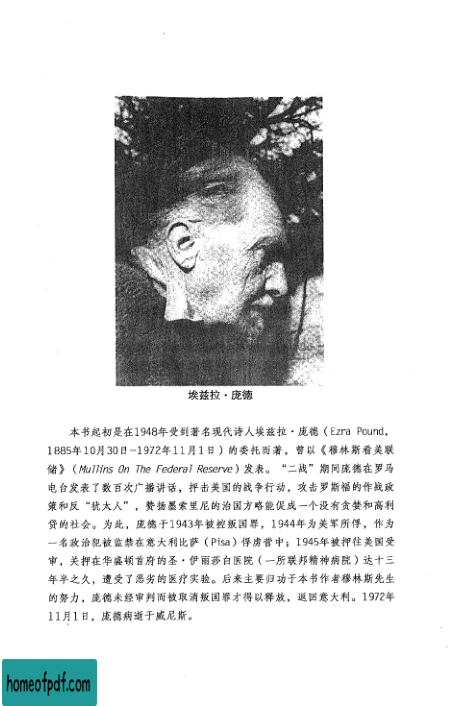 埃兹拉·庞德
本书起初是在1948年受到著名现代诗人埃兹拉·庞德(Ezra Pound,
1885年10月30日-1972年11月1日)的委托而著,曾以《穆林斯看美联
储》(Mullins On The Federal Reserve)发表。“二战”期间庞德在罗马
电台发表了数百次广播讲话,抨击美国的战争行动,攻击罗斯福的作战政
策和反“犹太人”,赞扬墨索里尼的治国方略能促成一个没有贪婪和高利
贷的社会。为此,庞德于1943年被控叛国罪,1944年为美军所俘,作为
一名政治犯被监禁在意大利比萨(Pisa)俘虏营中;1945年被押往美国受
审,关押在华盛顿首府的圣·伊丽莎白医院(一所联邦精神病院)达十三
年半之久,遭受了恶劣的医疗实验。后来主要归功于本书作者穆林斯先生
的努力,庞德未经审判而被取消叛国罪才得以释放,返回意大利。1972年
11月1日,庞德病逝于威尼斯。
homeofpdf.com